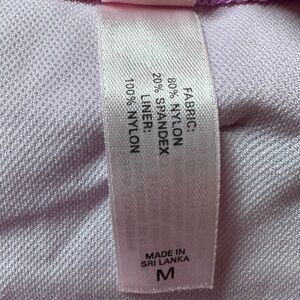 FABRIC:
80% NYLON
20% SPANDEX
LINER:
100% NYLON
MADE IN
SRI LANKA
M